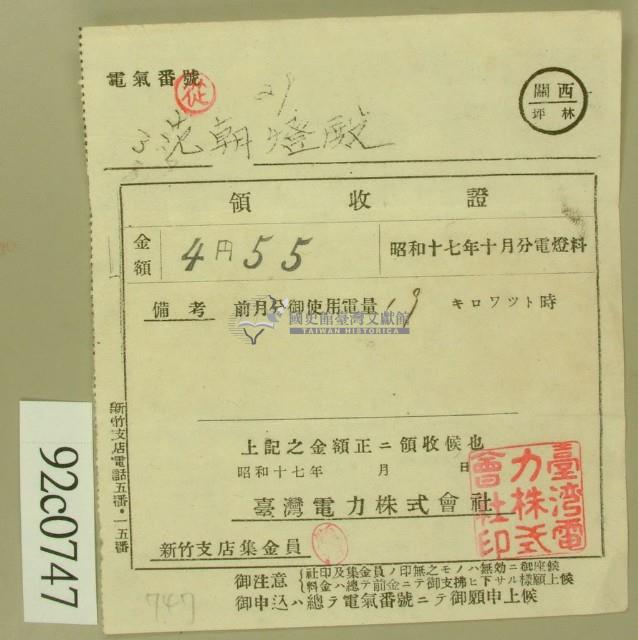 電氣番號
從
21
關西
坪林
范朝燈殿
領收證
金額 4円55 昭和十七年十月分電燈料
備考 前月分御使用電量 19 キロワツト時
國史館臺灣文獻館
TAIWAN HISTORICA
上記之金額正ニ領收候也
昭和十七年 月 日
臺灣電力株式會社
臺湾電力株式會社印
新竹支店集金員
御注意 社印及集金員ノ印無之モノハ無効ニ御座候
料金ハ總テ前金ニテ御支拂ヒ下サル樣願上候
御申込ハ總テ電氣番號ニテ御願申上候
新竹支店電話五番・一五番
92c0747
747